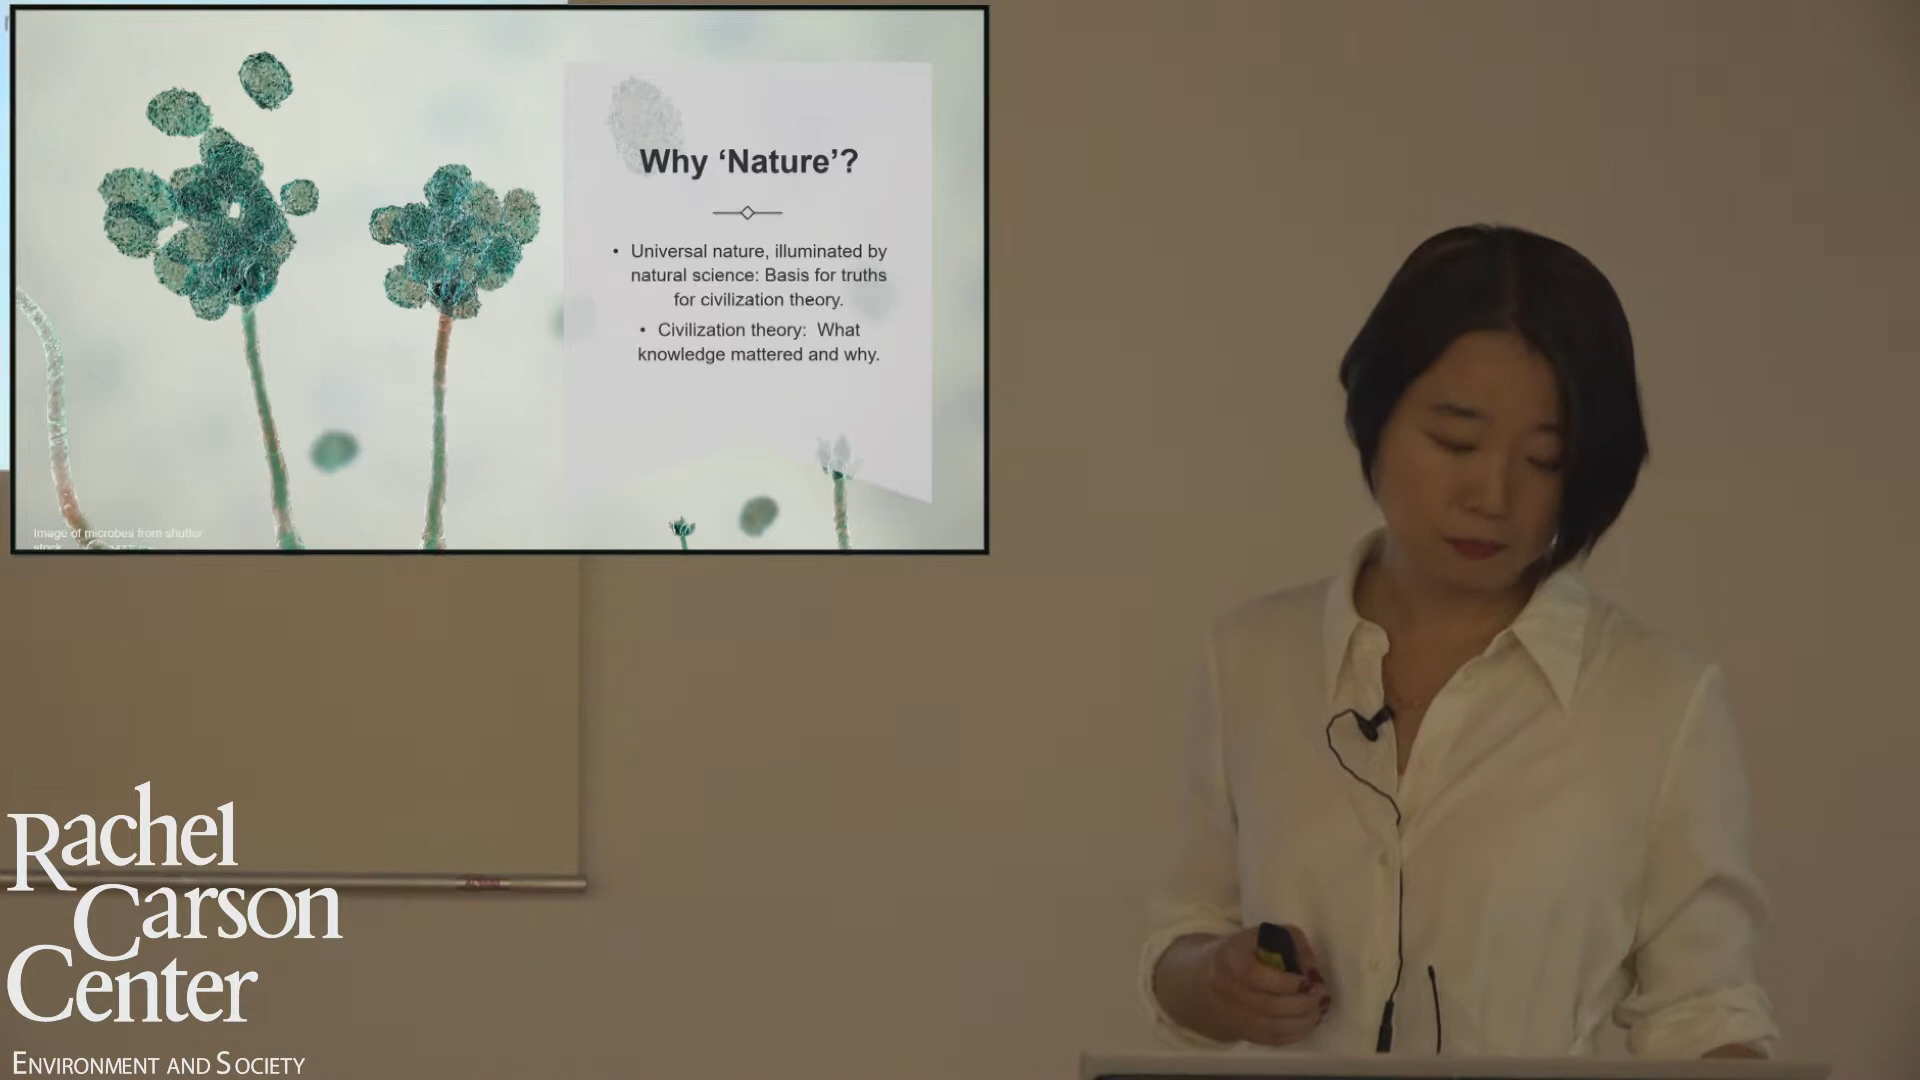 Why ‘Nature’?
• Universal nature, illuminated by
natural science: Basis for truths
for civilization theory.
• Civilization theory: What
knowledge mattered and why.
Image of microbes from shutter
stock
Rachel
Carson
Center
Environment and Society